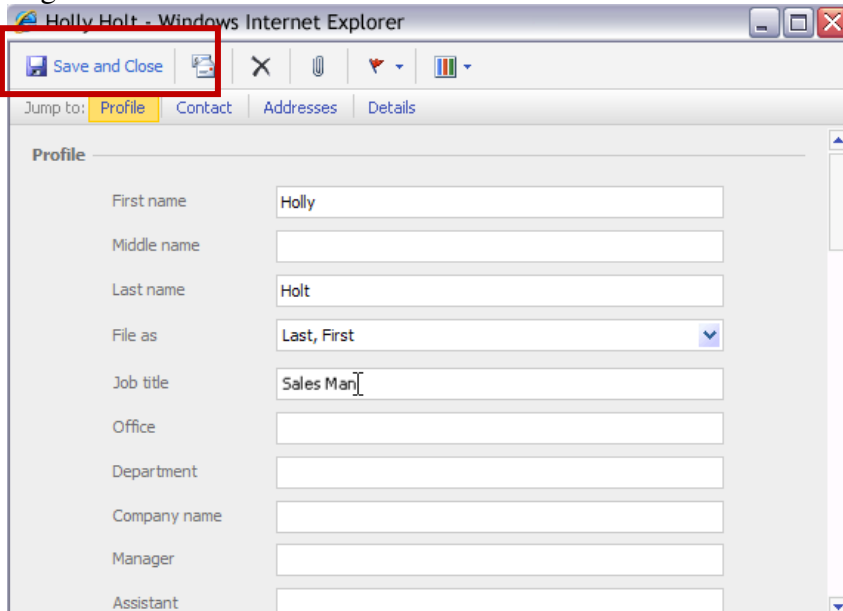 Holly Holt - Windows Internet Explorer
Save and Close
Jump to: Profile Contact Addresses Details
Profile
First name Holly
Middle name
Last name Holt
File as Last, First
Job title Sales Man
Office
Department
Company name
Manager
Assistant